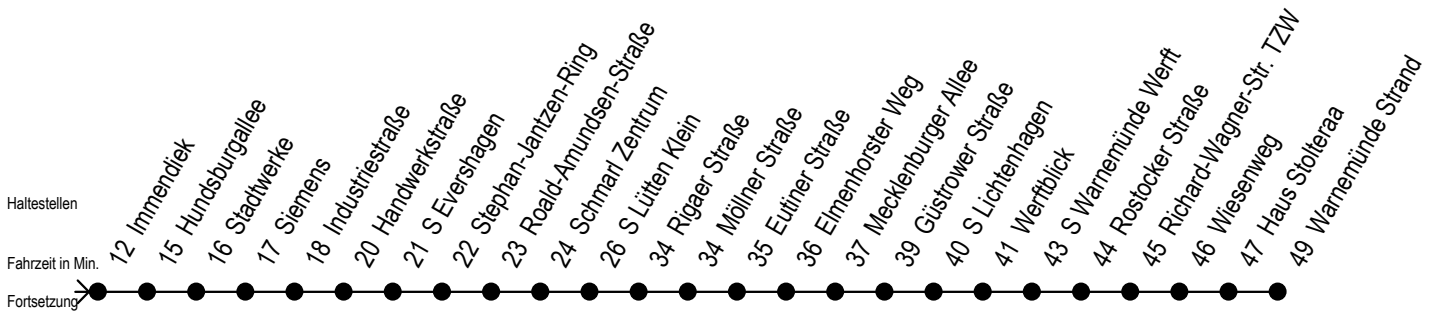 Haltestellen
Fahrzeit in Min.
Fortsetzung
12 Immendiek
15 Hundsburgallee
16 Stadtwerke
17 Siemens
18 Industriestraße
20 Handwerkstraße
21 S Evershagen
22 Stephan-Jantzen-Ring
23 Roald-Amundsen-Straße
24 Schmarl Zentrum
26 S Lütten Klein
34 Rigaer Straße
34 Möllner Straße
35 Eutiner Straße
36 Elmenhorster Weg
37 Mecklenburger Allee
39 Güstrower Straße
40 S Lichtenhagen
41 Werftblick
43 S Warnemünde Werft
44 Rostocker Straße
45 Richard-Wagner-Str. TZW
46 Wiesenweg
47 Haus Stolteraa
49 Warnemünde Strand